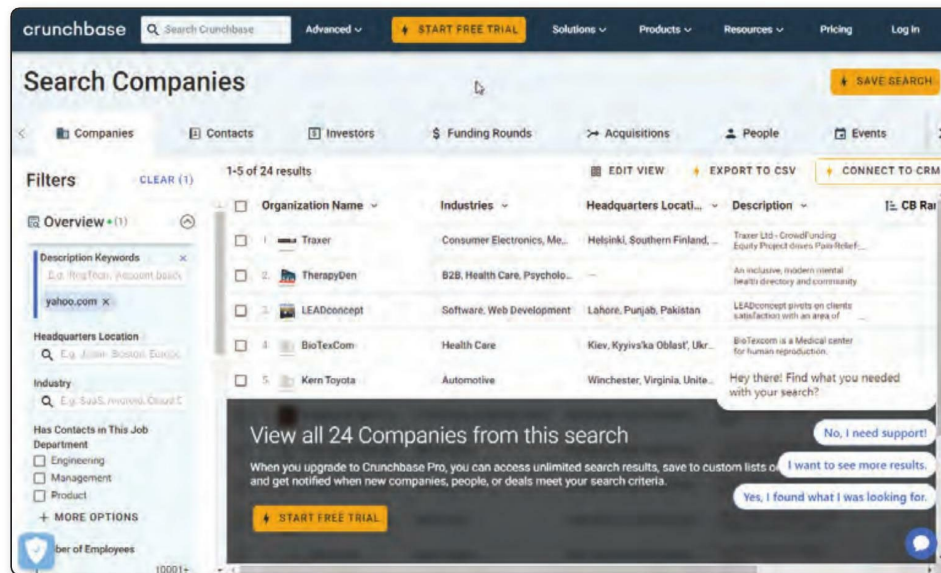 crunchbase Search Crunchbase Advanced START FREE TRIAL Solutions Products Resources Pricing Log In
Search Companies
SAVE SEARCH
Companies Contacts Investors $ Funding Rounds Acquisitions People Events
Filters CLEAR (1)
1-5 of 24 results EDIT VIEW EXPORT TO CSV CONNECT TO CRM
Overview (1)
Description Keywords ×
yahoo.com ×
Headquarters Location
Industry
Has Contacts in This Job
Department
Engineering
Management
Product
+ MORE OPTIONS
ber of Employees
10001+
Organization Name Industries Headquarters Locati... Description CB Ran
1. Traxer Consumer Electronics, Me... Helsinki, Southern Finland, ... Traxer Ltd - CrowdFunding
Equity Project drives Pain Relief...
2. TherapyDen B2B, Health Care, Psycholo... — An inclusive, modern mental
health directory and community
3. LEADconcept Software, Web Development Lahore, Punjab, Pakistan LEADconcept pivots on clients
satisfaction with an area of ...
4. BioTexCom Health Care Kiev, Kyyivs'ka Oblast', Ukr... BioTexcom is a Medical center
for human reproduction.
5. Kern Toyota Automotive Winchester, Virginia, Unite...
Hey there! Find what you needed
with your search?
View all 24 Companies from this search
When you upgrade to Crunchbase Pro, you can access unlimited search results, save to custom lists o
and get notified when new companies, people, or deals meet your search criteria.
START FREE TRIAL
No, I need support!
I want to see more results.
Yes, I found what I was looking for.